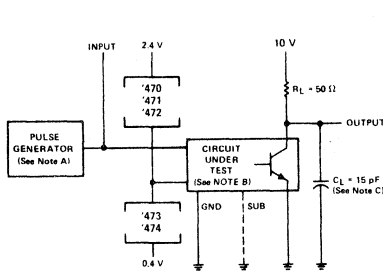 INPUT
2.4 V
10 V
'470
'471
'472
RL = 50 Ω
OUTPUT
PULSE
GENERATOR
(See Note A)
CIRCUIT
UNDER
TEST
(See NOTE B)
CL = 15 pF
(See Note C)
GND
SUB
'473
'474
0.4 V